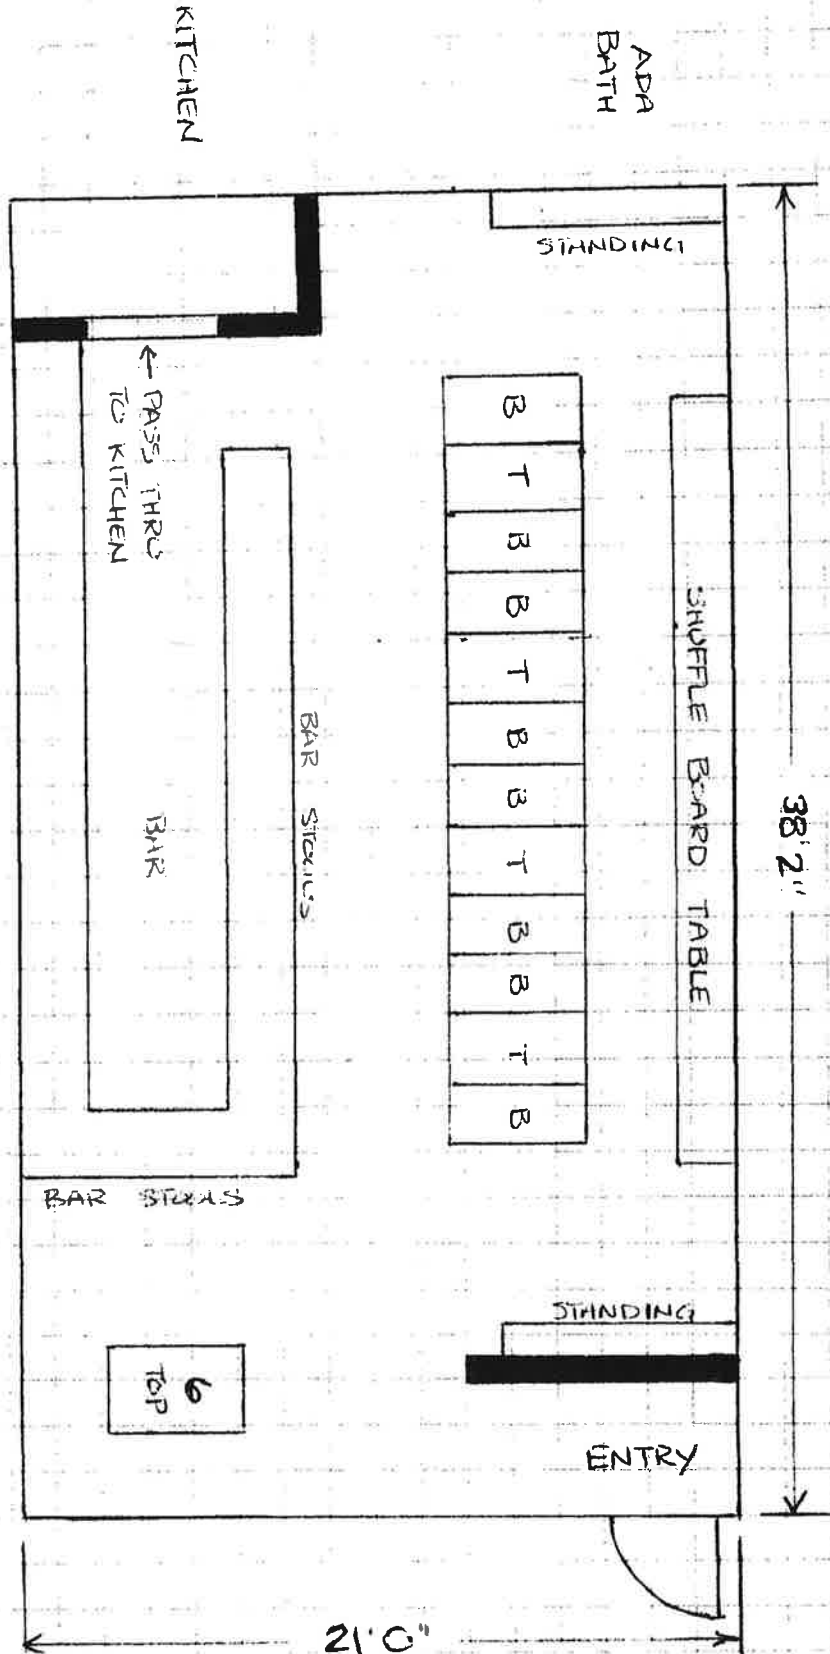 KITCHEN
ADA
BATH
STANDING
← PASS THRU
TO KITCHEN
B
T
B
B
T
B
B
T
B
B
T
B
SHUFFLE BOARD TABLE
38'2"
BAR STOOLS
BAR
BAR STOOLS
STANDING
6
TOP
ENTRY
21'0"